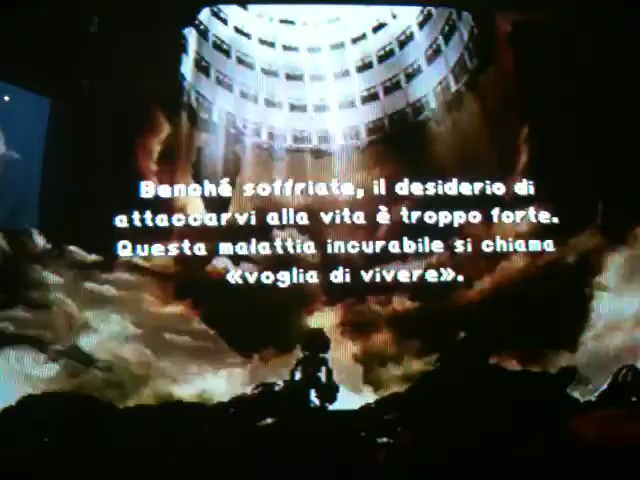 Benché soffriate, il desiderio di
attaccarvi alla vita è troppo forte.
Questa malattia incurabile si chiama
«voglia di vivere».